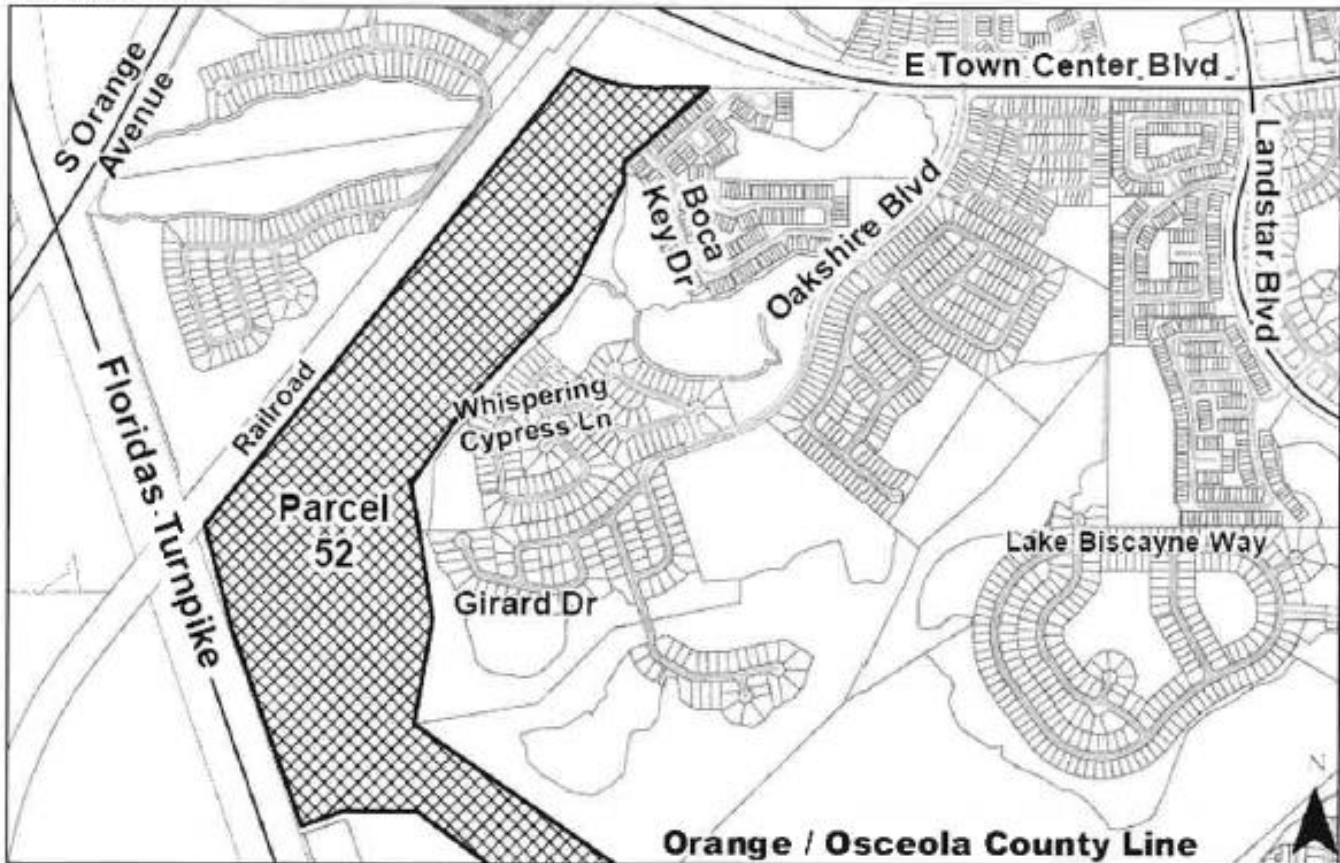 S Orange
Avenue
E Town Center Blvd
Landstar Blvd
Boca
Key Dr
Oakshire Blvd
Railroad
Floridas Turnpike
Whispering
Cypress Ln
Parcel
52
Girard Dr
Lake Biscayne Way
N
Orange / Osceola County Line